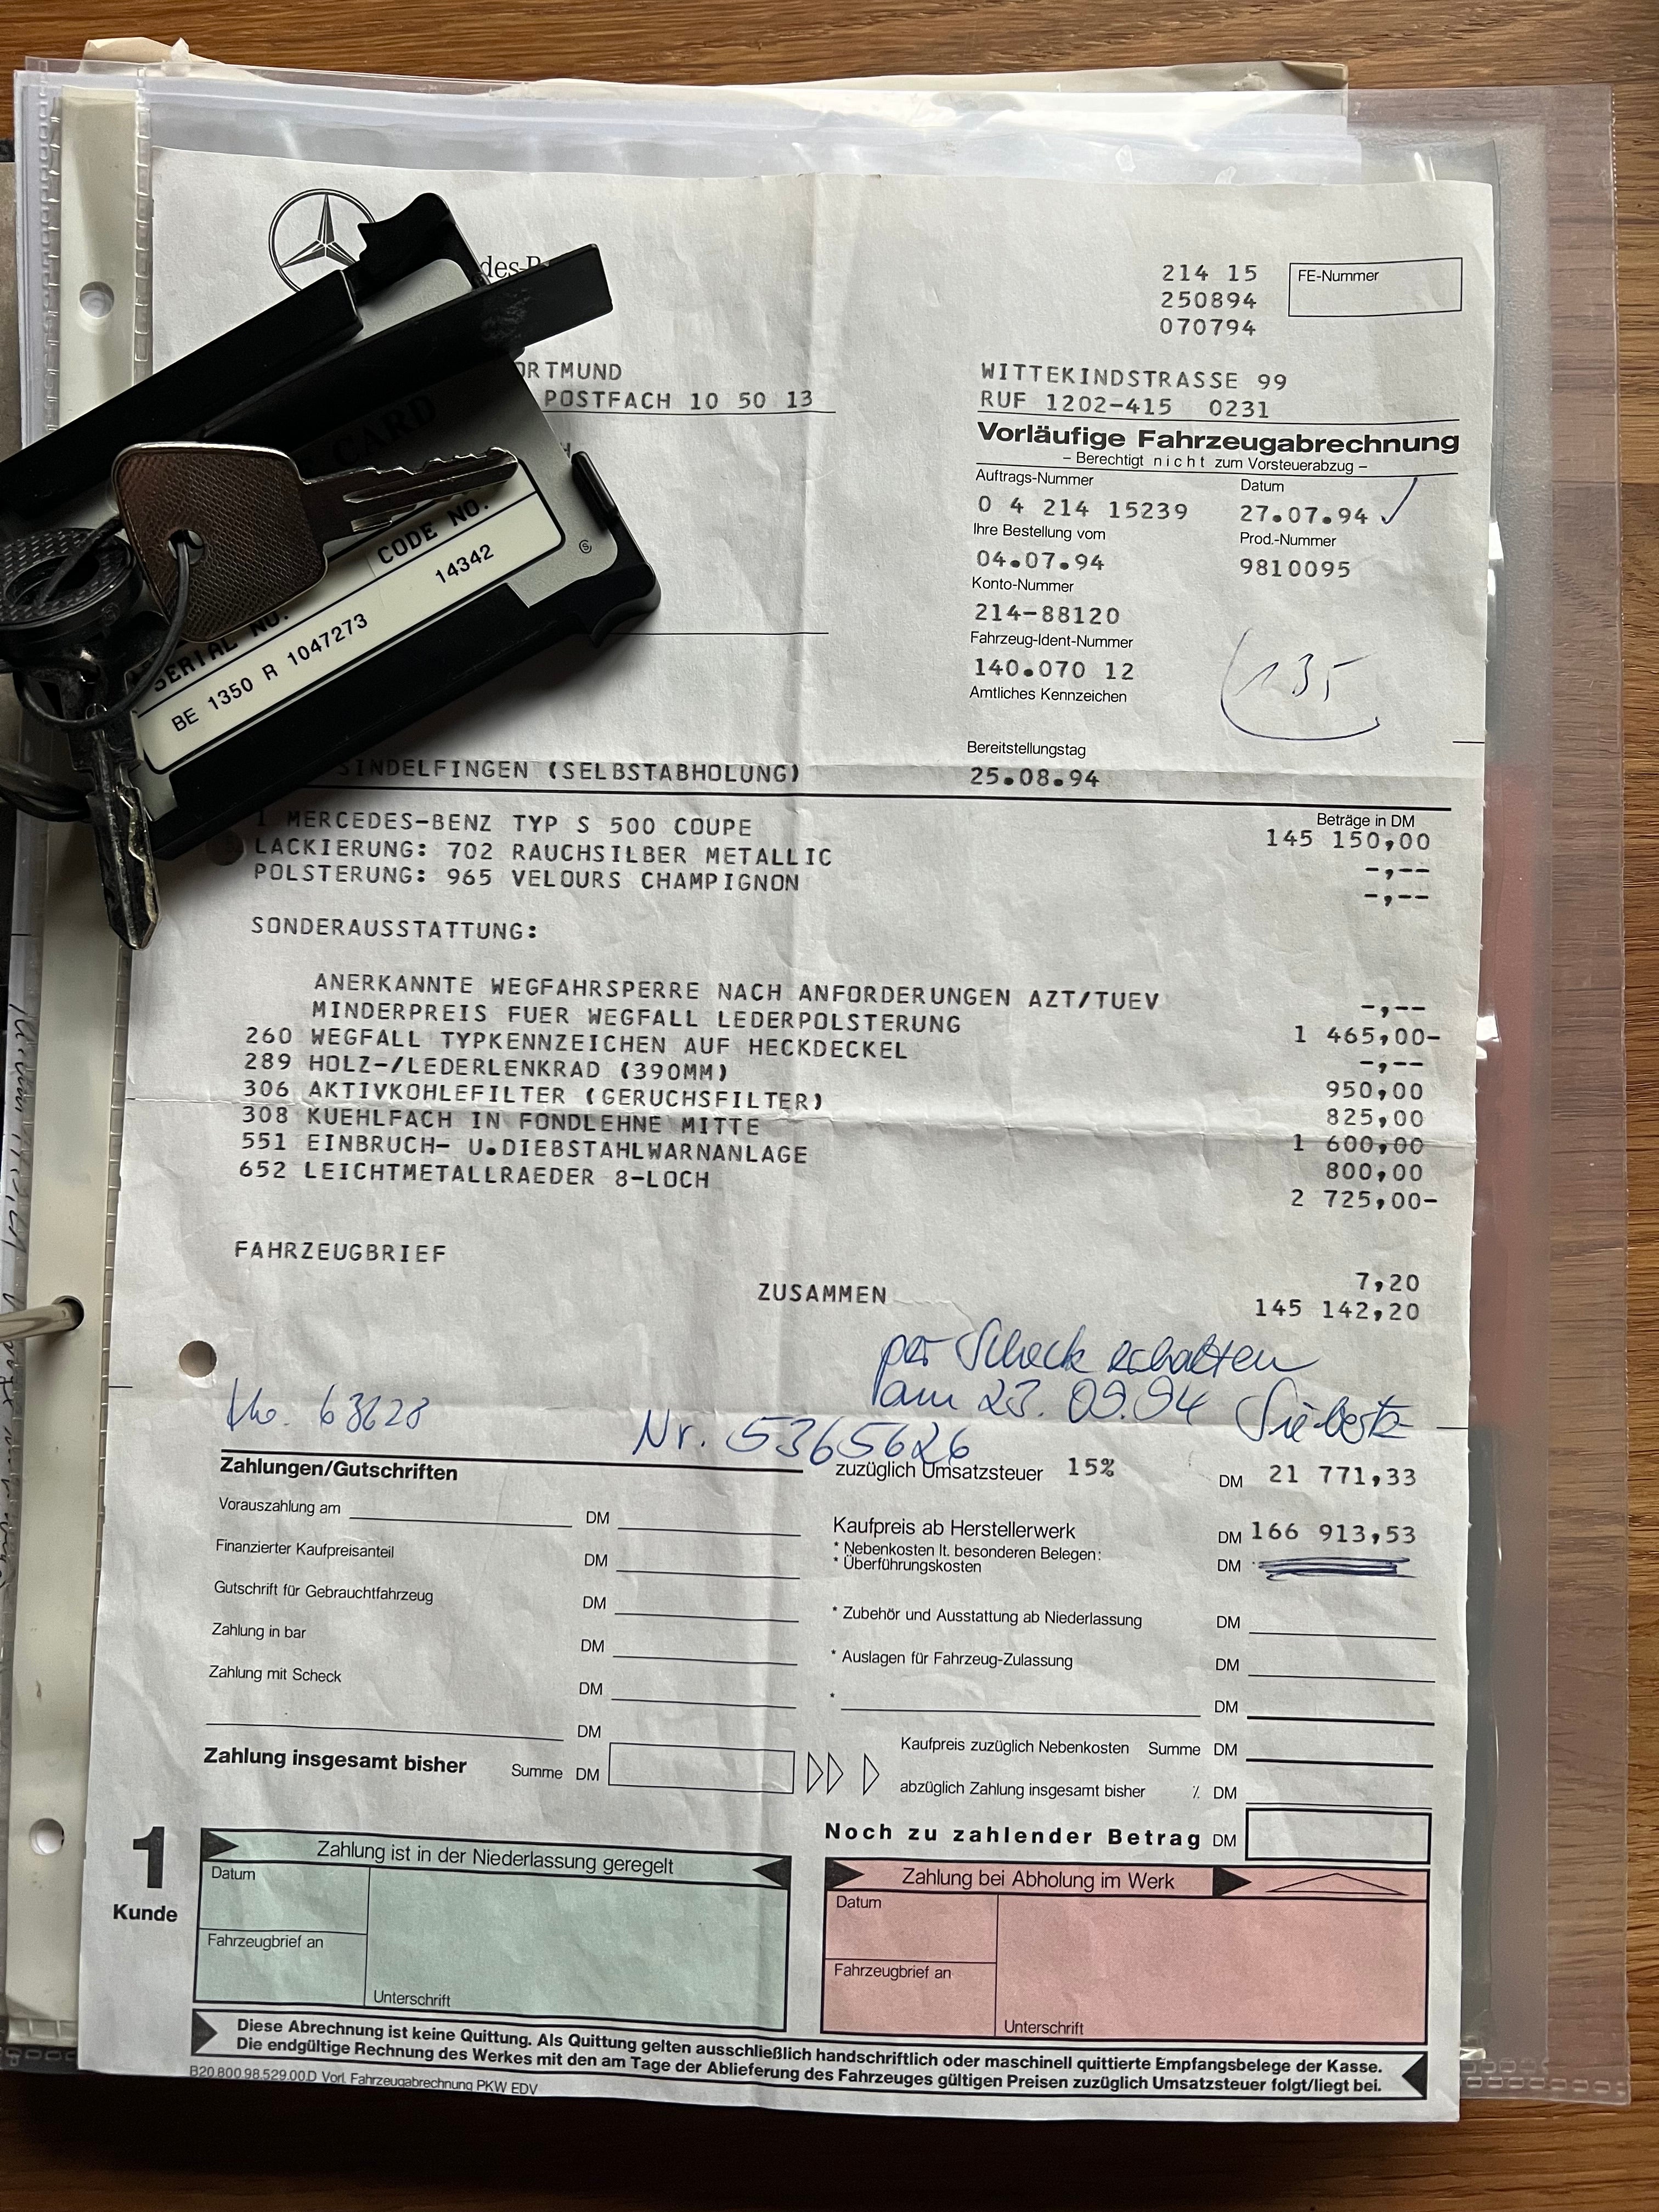 214 15
FE-Nummer
250894
070794
POSTFACH 10 50 13
WITTEKINDSTRASSE 99
RUF 1202-415 0231
Vorläufige Fahrzeugabrechnung
– Berechtigt nicht zum Vorsteuerabzug –
Auftrags-Nummer Datum
0 4 214 15239 27.07.94
Ihre Bestellung vom Prod.-Nummer
04.07.94 9810095
Konto-Nummer
214-88120
Fahrzeug-Ident-Nummer
140.070 12
135
Amtliches Kennzeichen
Bereitstellungstag
25.08.94
CARD
SERIAL NO. CODE NO.
BE 1350 R 1047273 14342
SINDELFINGEN (SELBSTABHOLUNG)
Beträge in DM
1 MERCEDES-BENZ TYP S 500 COUPE 145 150,00
LACKIERUNG: 702 RAUCHSILBER METALLIC -,--
POLSTERUNG: 965 VELOURS CHAMPIGNON -,--
SONDERAUSSTATTUNG:
ANERKANNTE WEGFAHRSPERRE NACH ANFORDERUNGEN AZT/TUEV -,--
MINDERPREIS FUER WEGFALL LEDERPOLSTERUNG 1 465,00-
260 WEGFALL TYPKENNZEICHEN AUF HECKDECKEL -,--
289 HOLZ-/LEDERLENKRAD (390MM) 950,00
306 AKTIVKOHLEFILTER (GERUCHSFILTER) 825,00
308 KUEHLFACH IN FONDLEHNE MITTE 1 600,00
551 EINBRUCH- U.DIEBSTAHLWARNANLAGE 800,00
652 LEICHTMETALLRAEDER 8-LOCH 2 725,00-
FAHRZEUGBRIEF 7,20
ZUSAMMEN 145 142,20
per Scheck erhalten
am 23. 09.94
Nr. 5365626
Zahlungen/Gutschriften
zuzüglich Umsatzsteuer 15% DM 21 771,33
Vorauszahlung am DM
Kaufpreis ab Herstellerwerk DM 166 913,53
* Nebenkosten lt. besonderen Belegen:
Finanzierter Kaufpreisanteil DM
* Überführungskosten DM
Gutschrift für Gebrauchtfahrzeug DM
* Zubehör und Ausstattung ab Niederlassung DM
Zahlung in bar DM
* Auslagen für Fahrzeug-Zulassung DM
Zahlung mit Scheck DM
* DM
DM
Kaufpreis zuzüglich Nebenkosten Summe DM
Zahlung insgesamt bisher Summe DM
abzüglich Zahlung insgesamt bisher ⁒ DM
Noch zu zahlender Betrag DM
1
Kunde
Zahlung ist in der Niederlassung geregelt
Datum
Fahrzeugbrief an
Unterschrift
Zahlung bei Abholung im Werk
Datum
Fahrzeugbrief an
Unterschrift
Diese Abrechnung ist keine Quittung. Als Quittung gelten ausschließlich handschriftlich oder maschinell quittierte Empfangsbelege der Kasse.
Die endgültige Rechnung des Werkes mit den am Tage der Ablieferung des Fahrzeuges gültigen Preisen zuzüglich Umsatzsteuer folgt/liegt bei.
B20.800.98.529.00D Vorl. Fahrzeugabrechnung PKW EDV